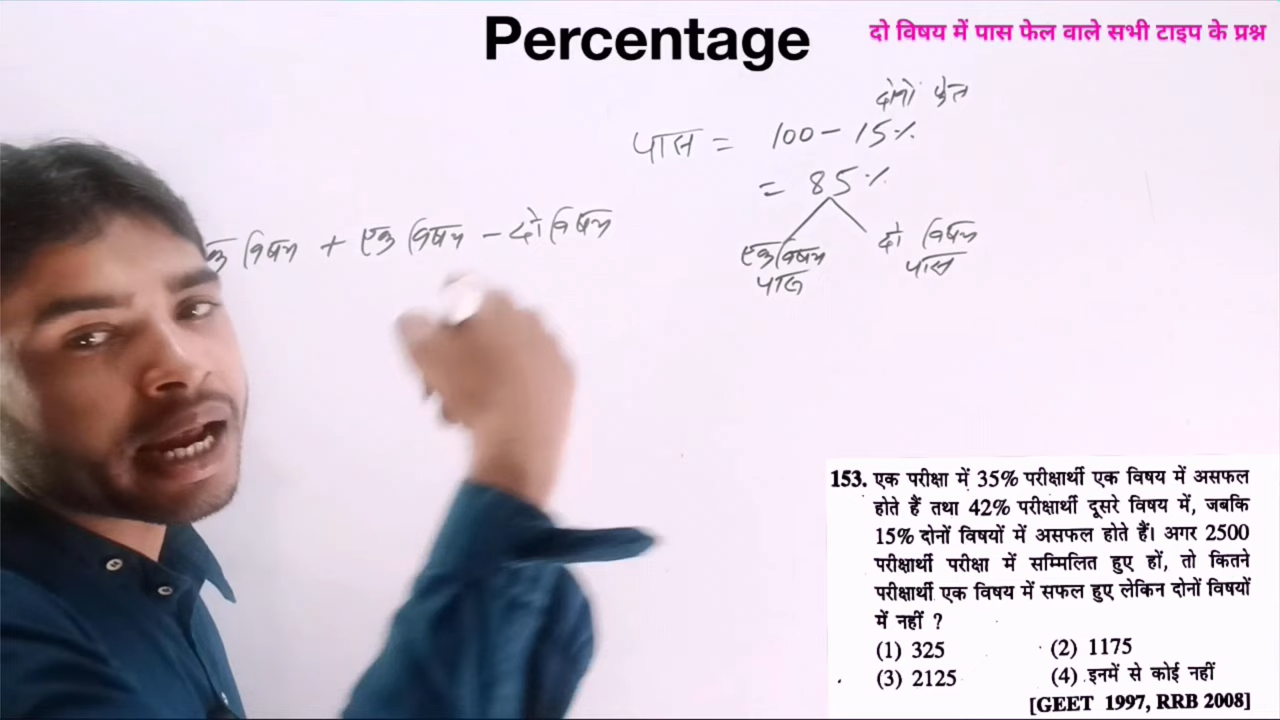 Percentage
दो विषय में पास फेल वाले सभी टाइप के प्रश्न
दोनों फेल
पास = 100 - 15%
= 85%
विषय + एक विषय - दो विषय
एक विषय
पास
दो विषय
पास
153. एक परीक्षा में 35% परीक्षार्थी एक विषय में असफल
होते हैं तथा 42% परीक्षार्थी दूसरे विषय में, जबकि
15% दोनों विषयों में असफल होते हैं। अगर 2500
परीक्षार्थी परीक्षा में सम्मिलित हुए हों, तो कितने
परीक्षार्थी एक विषय में सफल हुए लेकिन दोनों विषयों
में नहीं ?
(1) 325 (2) 1175
(3) 2125 (4) इनमें से कोई नहीं
[GEET 1997, RRB 2008]